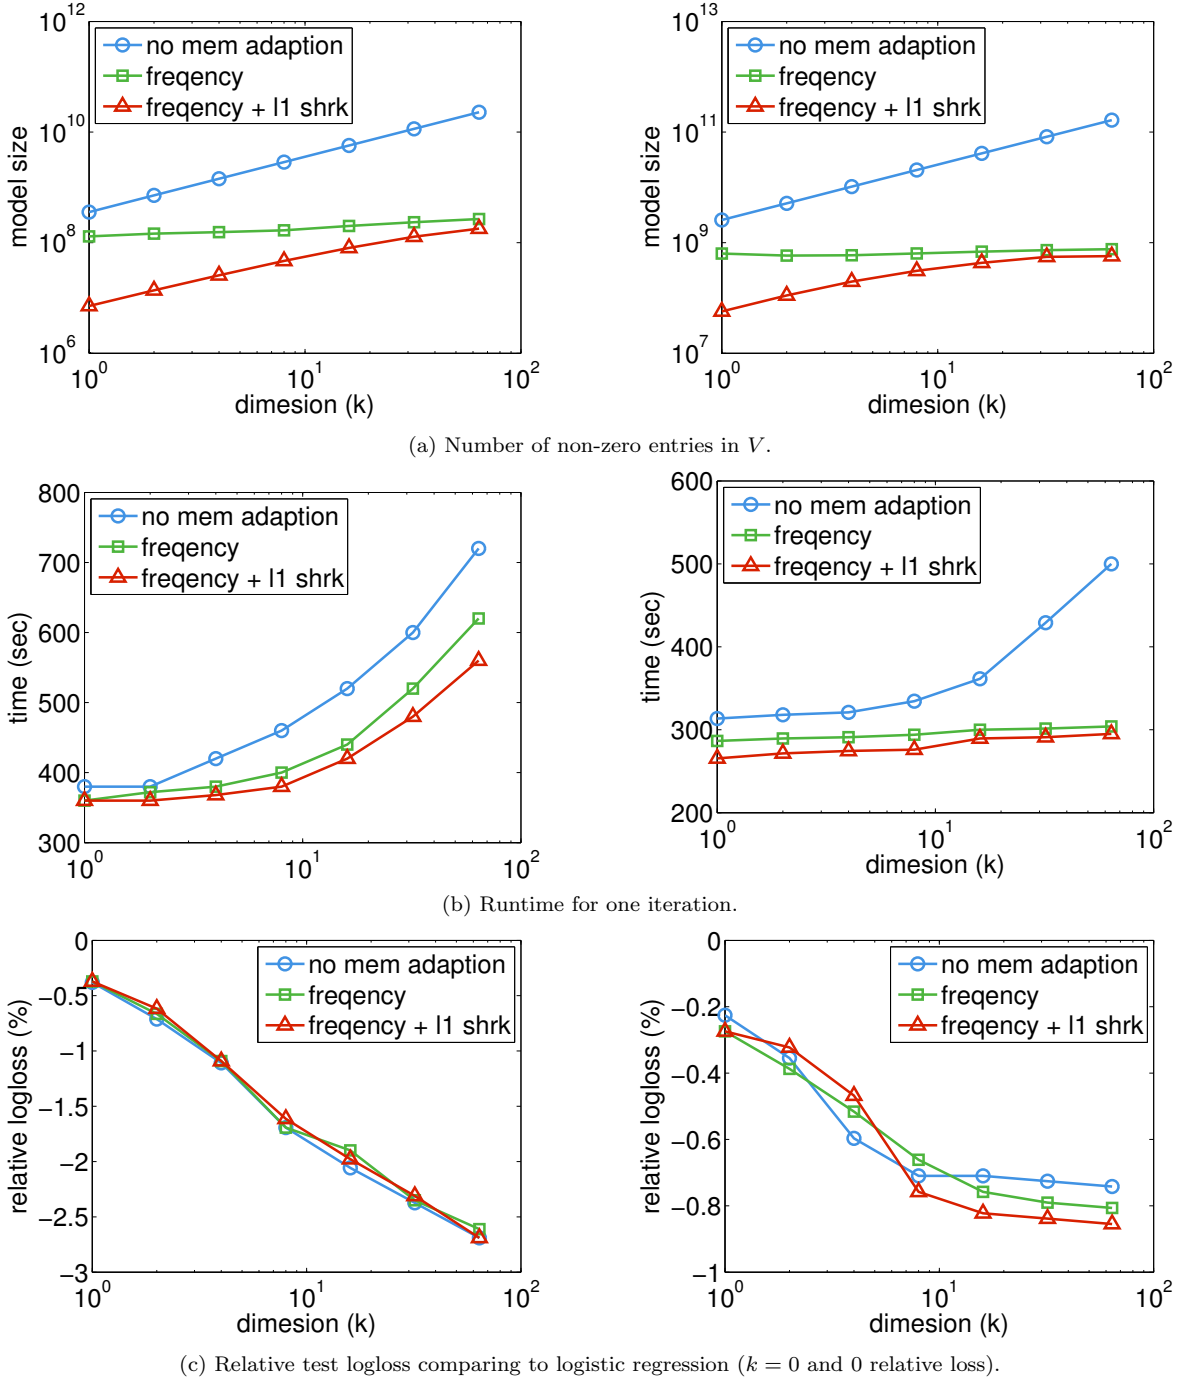 10^12
10^10
10^8
10^6
10^0
10^1
10^2
model size
dimesion (k)
no mem adaption
freqency
freqency + l1 shrk
10^13
10^11
10^9
10^7
10^0
10^1
10^2
model size
dimesion (k)
no mem adaption
freqency
freqency + l1 shrk
(a) Number of non-zero entries in V.
800
700
600
500
400
300
10^0
10^1
10^2
time (sec)
no mem adaption
freqency
freqency + l1 shrk
600
500
400
300
200
10^0
10^1
10^2
time (sec)
dimesion (k)
no mem adaption
freqency
freqency + l1 shrk
(b) Runtime for one iteration.
0
−0.5
−1
−1.5
−2
−2.5
−3
10^0
10^1
10^2
relative logloss (%)
dimesion (k)
no mem adaption
freqency
freqency + l1 shrk
0
−0.2
−0.4
−0.6
−0.8
−1
10^0
10^1
10^2
relative logloss (%)
dimesion (k)
no mem adaption
freqency
freqency + l1 shrk
(c) Relative test logloss comparing to logistic regression (k = 0 and 0 relative loss).